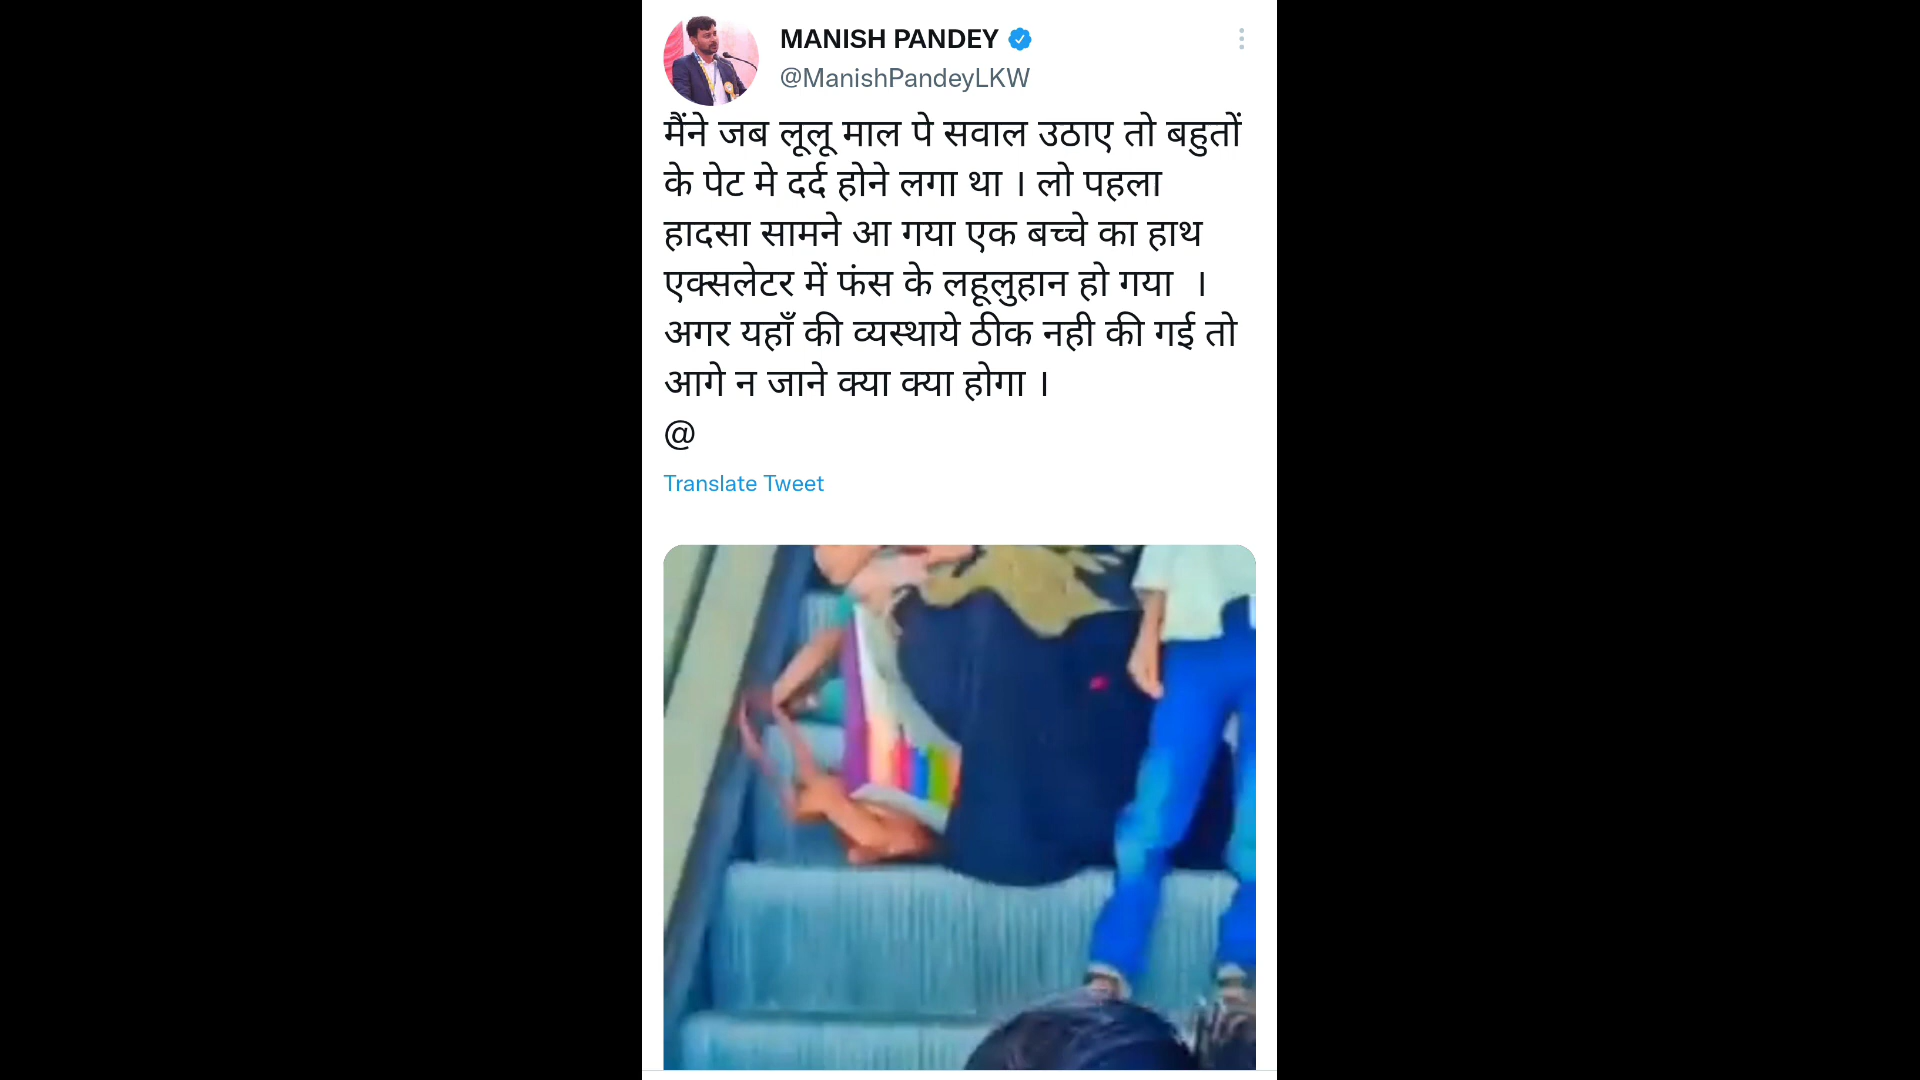 MANISH PANDEY
@ManishPandeyLKW
मैंने जब लूलू माल पे सवाल उठाए तो बहुतों
के पेट मे दर्द होने लगा था । लो पहला
हादसा सामने आ गया एक बच्चे का हाथ
एक्सलेटर में फंस के लहूलुहान हो गया ।
अगर यहाँ की व्यस्थाये ठीक नही की गई तो
आगे न जाने क्या क्या होगा ।
@
Translate Tweet